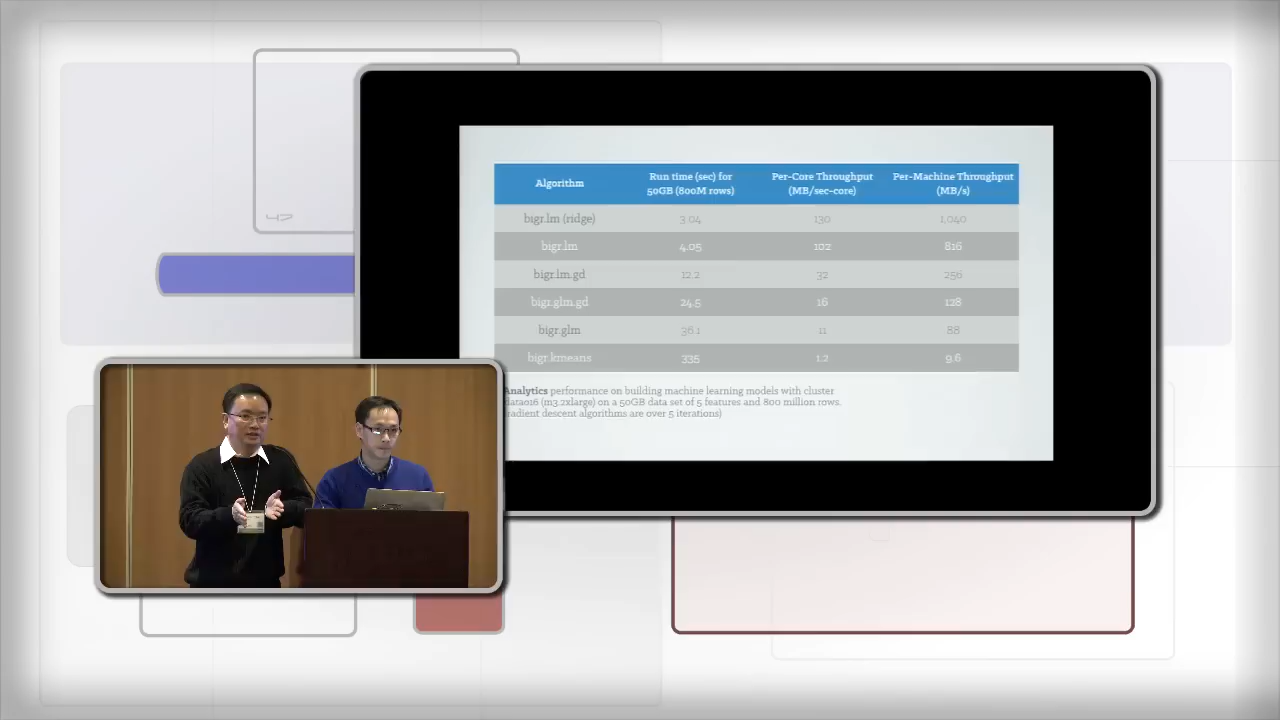 Algorithm Run time (sec) for 50GB (800M rows) Per-Core Throughput (MB/sec-core) Per-Machine Throughput (MB/s)
bigr.lm (ridge) 3.04 130 1,040
bigr.lm 4.05 102 816
bigr.lm.gd 12.2 32 256
bigr.glm.gd 24.5 16 128
bigr.glm 36.1 11 88
bigr.kmeans 335 1.2 9.6
Analytics performance on building machine learning models with cluster
data016 (m3.2xlarge) on a 50GB data set of 5 features and 800 million rows.
radient descent algorithms are over 5 iterations)